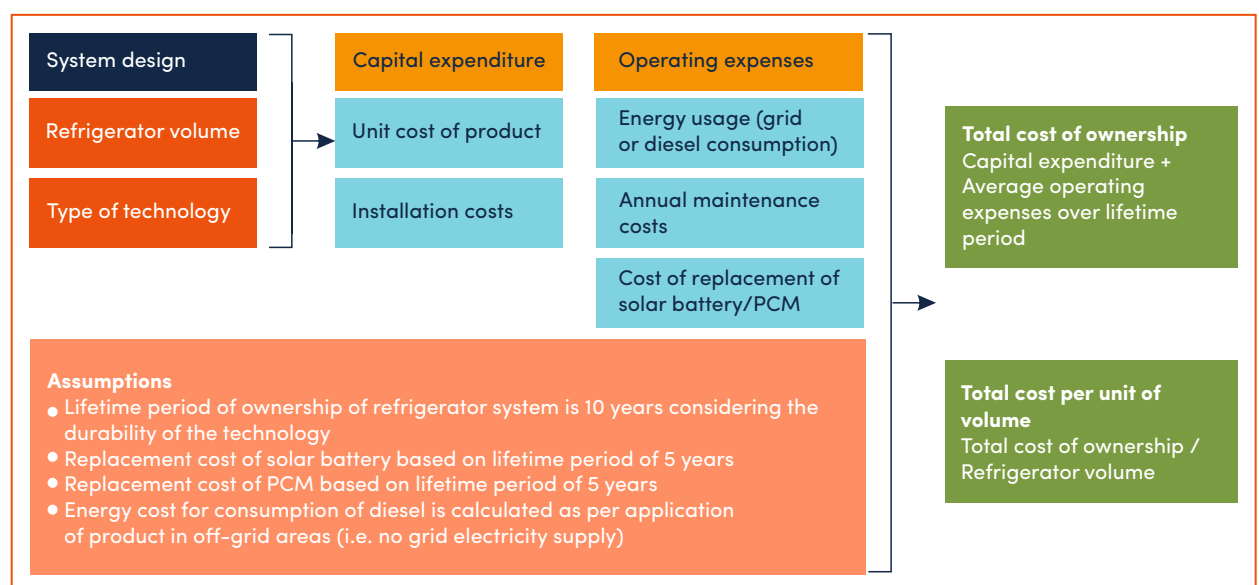 System design
Refrigerator volume
Type of technology
Capital expenditure
Unit cost of product
Installation costs
Operating expenses
Energy usage (grid
or diesel consumption)
Annual maintenance
costs
Cost of replacement of
solar battery/PCM
Assumptions
• Lifetime period of ownership of refrigerator system is 10 years considering the
durability of the technology
• Replacement cost of solar battery based on lifetime period of 5 years
• Replacement cost of PCM based on lifetime period of 5 years
• Energy cost for consumption of diesel is calculated as per application
of product in off-grid areas (i.e. no grid electricity supply)
Total cost of ownership
Capital expenditure +
Average operating
expenses over lifetime
period
Total cost per unit of
volume
Total cost of ownership /
Refrigerator volume